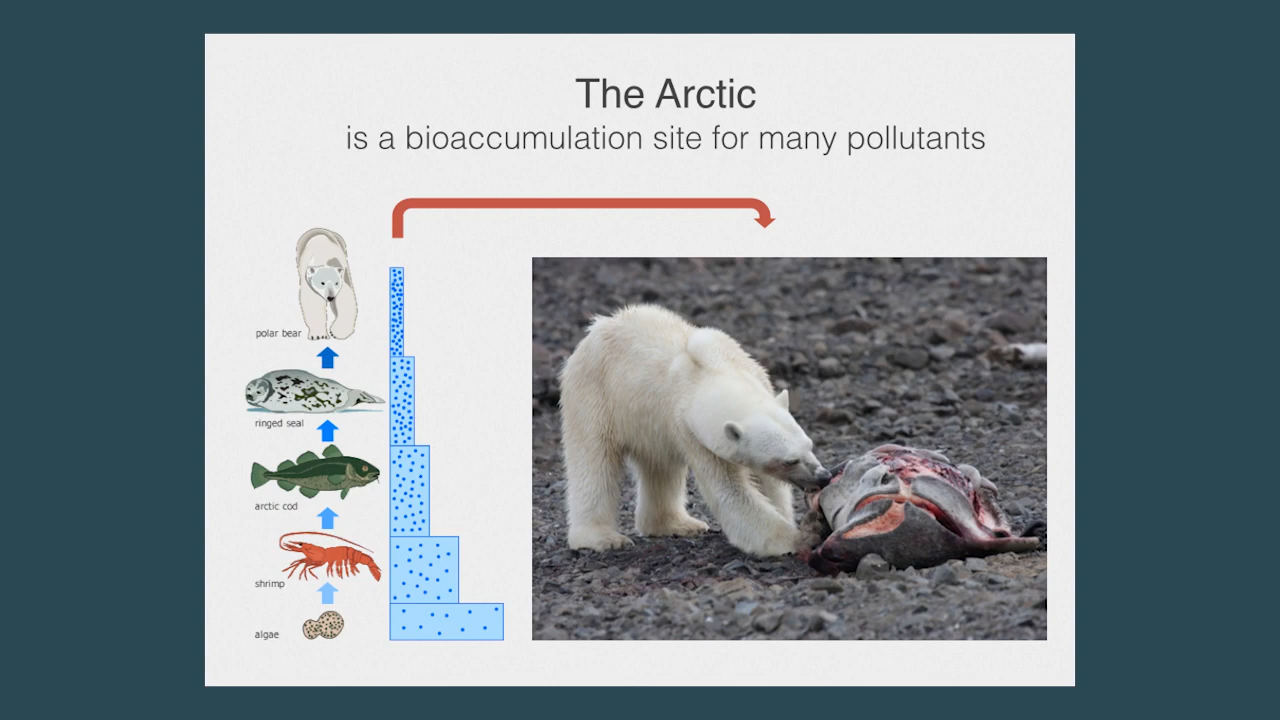 The Arctic
is a bioaccumulation site for many pollutants
polar bear
ringed seal
arctic cod
shrimp
algae